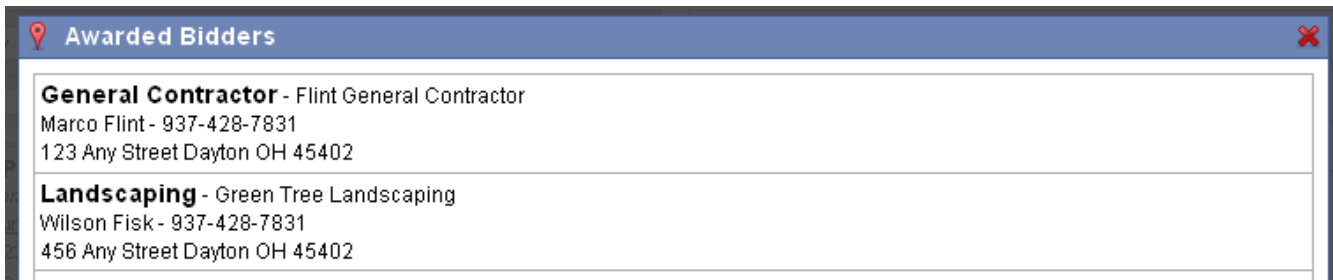 Awarded Bidders
General Contractor - Flint General Contractor
Marco Flint - 937-428-7831
123 Any Street Dayton OH 45402
Landscaping - Green Tree Landscaping
Wilson Fisk - 937-428-7831
456 Any Street Dayton OH 45402